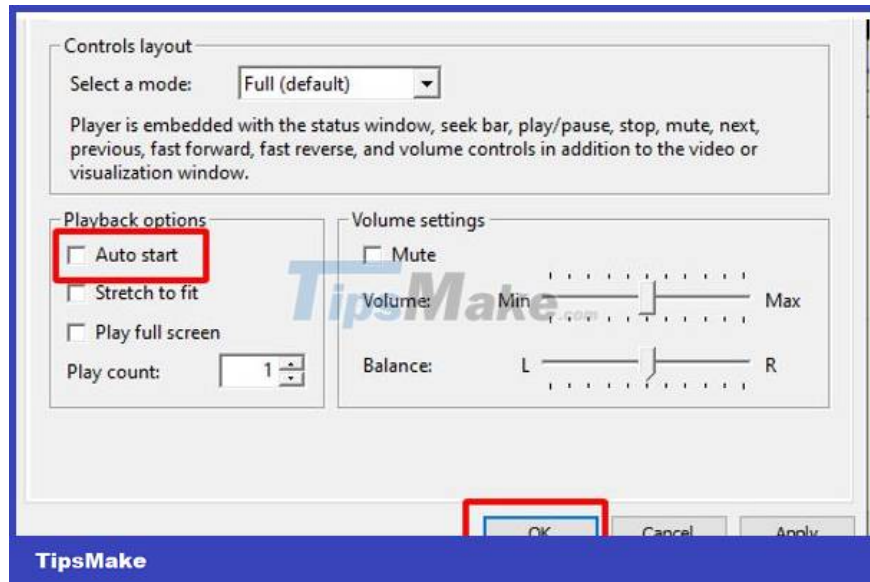 Controls layout
Select a mode: Full (default)
Player is embedded with the status window, seek bar, play/pause, stop, mute, next,
previous, fast forward, fast reverse, and volume controls in addition to the video or
visualization window.
Playback options
Auto start
Stretch to fit
Play full screen
Play count: 1
Volume settings
Mute
Volume: Min Max
Balance: L R
TipsMake.com
OK Cancel Apply
TipsMake